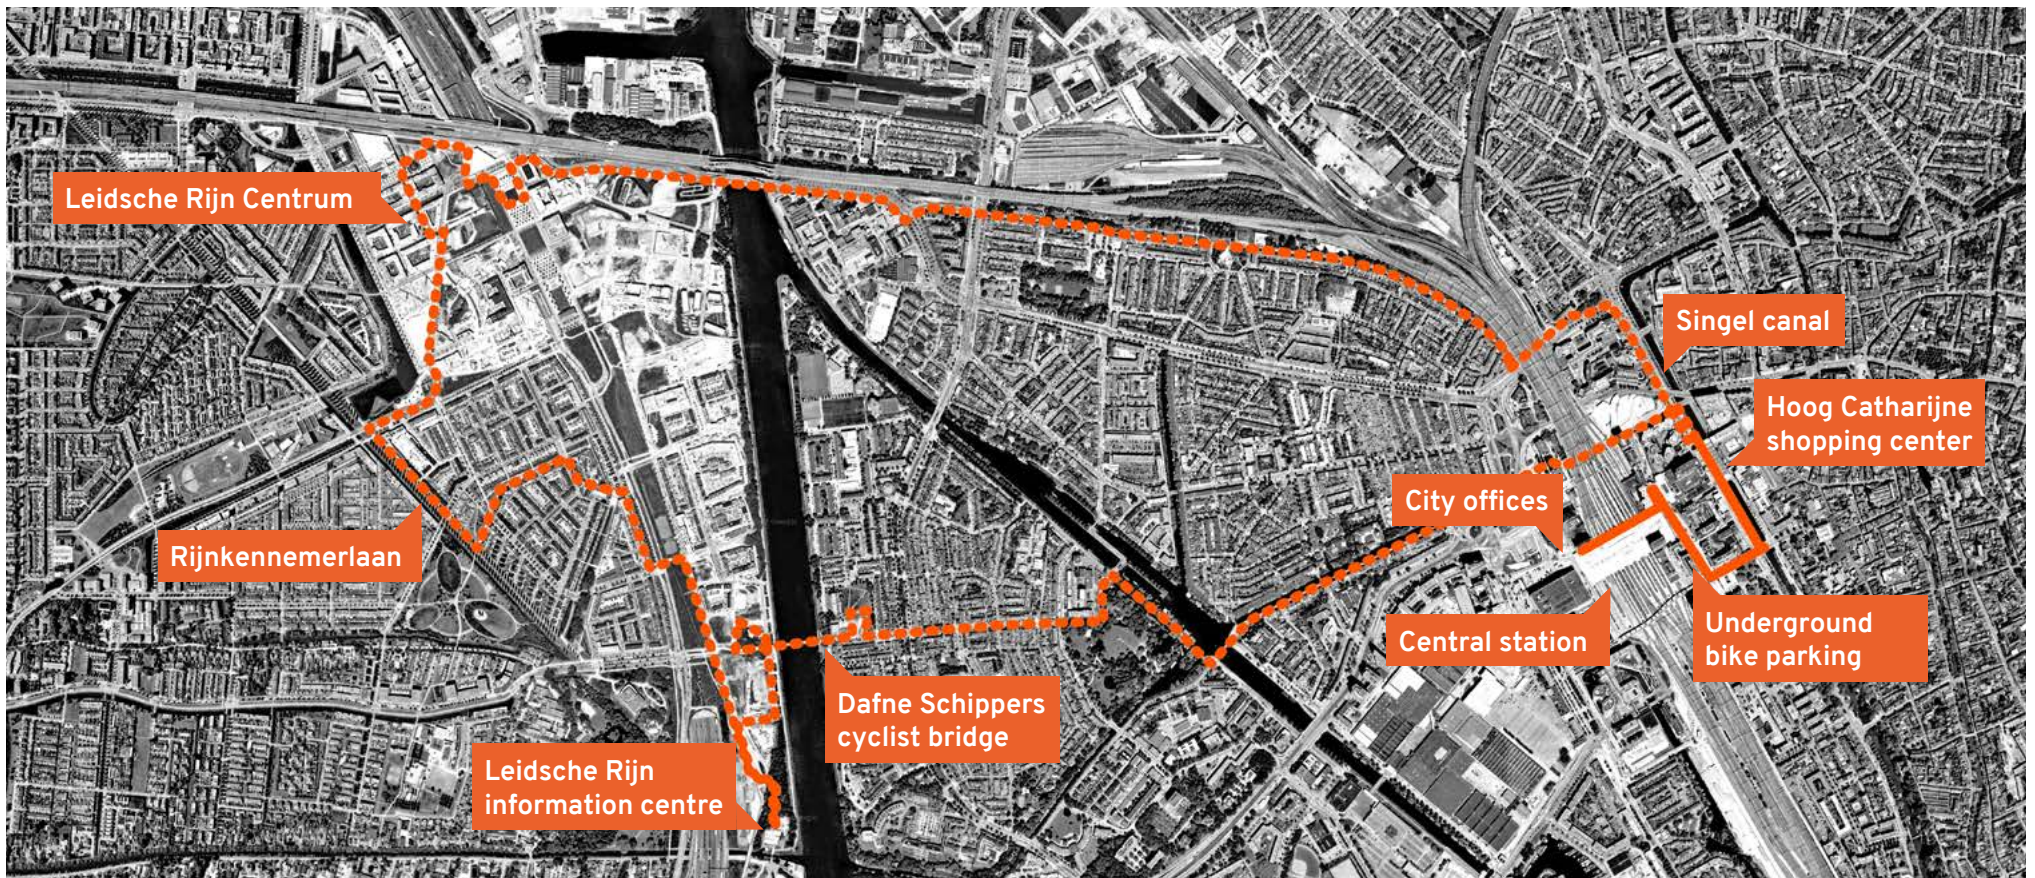 Leidsche Rijn Centrum
Singel canal
Hoog Catharijne
shopping center
City offices
Rijnkennemerlaan
Central station
Underground
bike parking
Dafne Schippers
cyclist bridge
Leidsche Rijn
information centre